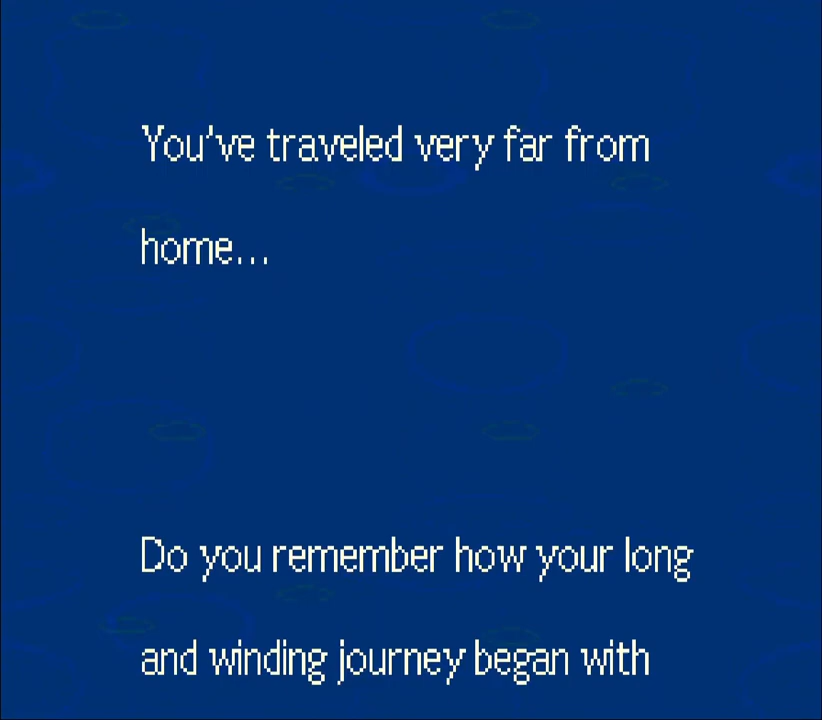 You've traveled very far from
home...
Do you remember how your long
and winding journey began with